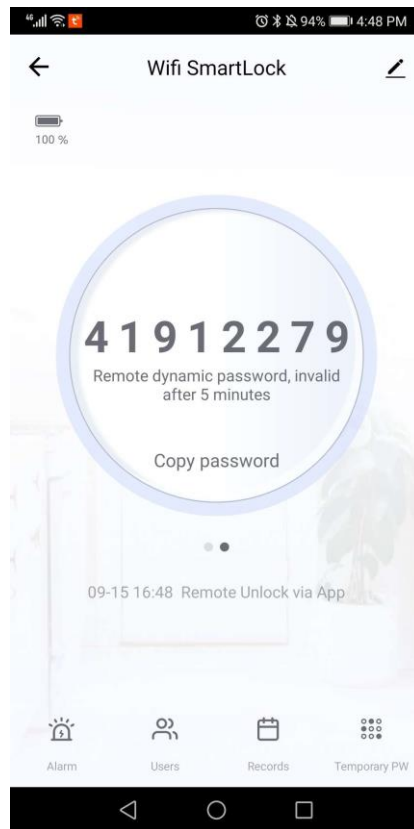 46 94% 4:48 PM
Wifi SmartLock
100 %
41912279
Remote dynamic password, invalid
after 5 minutes
Copy password
09-15 16:48 Remote Unlock via App
Alarm Users Records Temporary PW